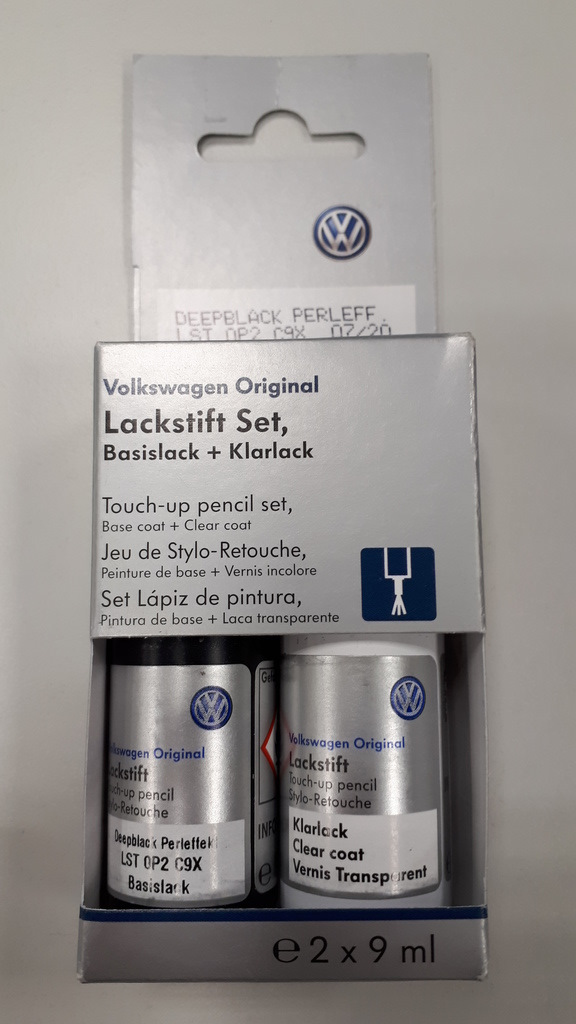 DEEPBLACK PERLEFF.
LST 0P2 C9X 07/20
Volkswagen Original
Lackstift Set,
Basislack + Klarlack
Touch-up pencil set,
Base coat + Clear coat
Jeu de Stylo-Retouche,
Peinture de base + Vernis incolore
Set Lápiz de pintura,
Pintura de base + Laca transparente
Volkswagen Original
Lackstift
Touch-up pencil
Stylo-Retouche
Deepblack Perleffekt
LST 0P2 C9X
Basislack
Volkswagen Original
Lackstift
Touch-up pencil
Stylo-Retouche
Klarlack
Clear coat
Vernis Transparent
e 2 x 9 ml